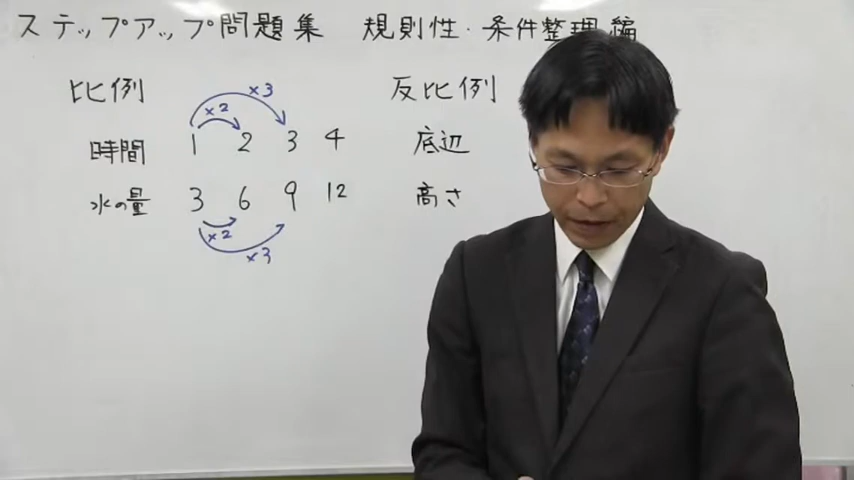 ステップアップ問題集 規則性・条件整理編
比例
×3
×2
時間 1 2 3 4
水の量 3 6 9 12
×2
×3
反比例
底辺
高さ